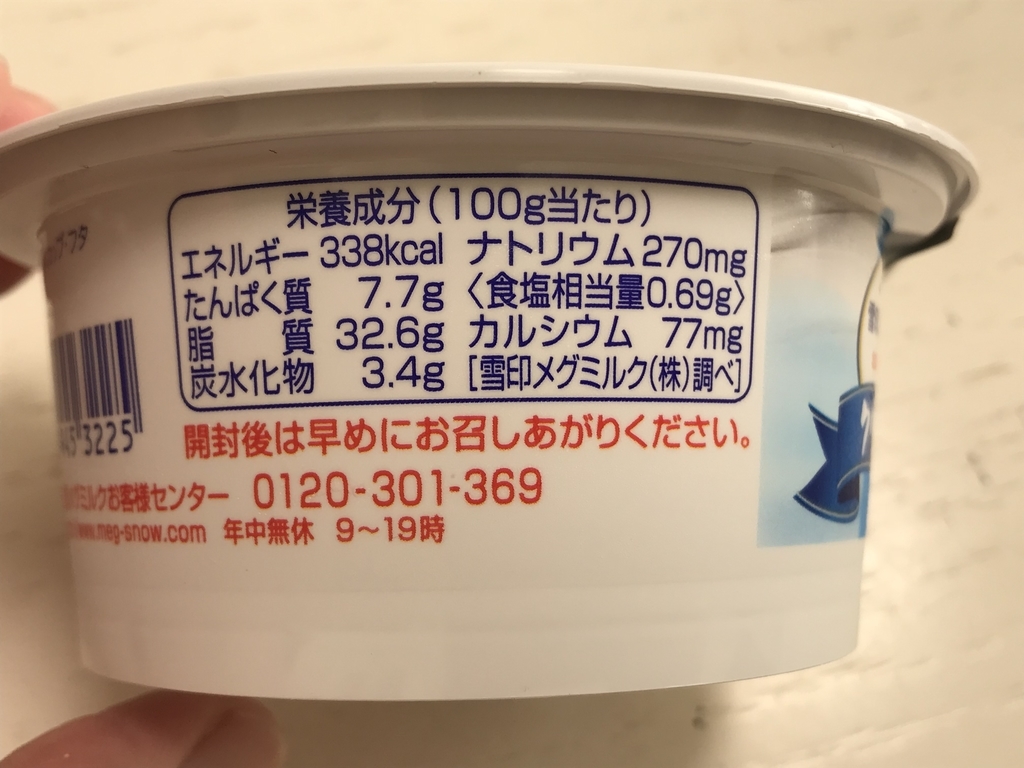 栄養成分（100g当たり）
エネルギー 338kcal ナトリウム 270mg
たんぱく質 7.7g 〈食塩相当量0.69g〉
脂質 32.6g カルシウム 77mg
炭水化物 3.4g [雪印メグミルク(株)調べ]
3225
開封後は早めにお召しあがりください。
ミルクお客様センター 0120-301-369
www.meg-snow.com 年中無休 9〜19時